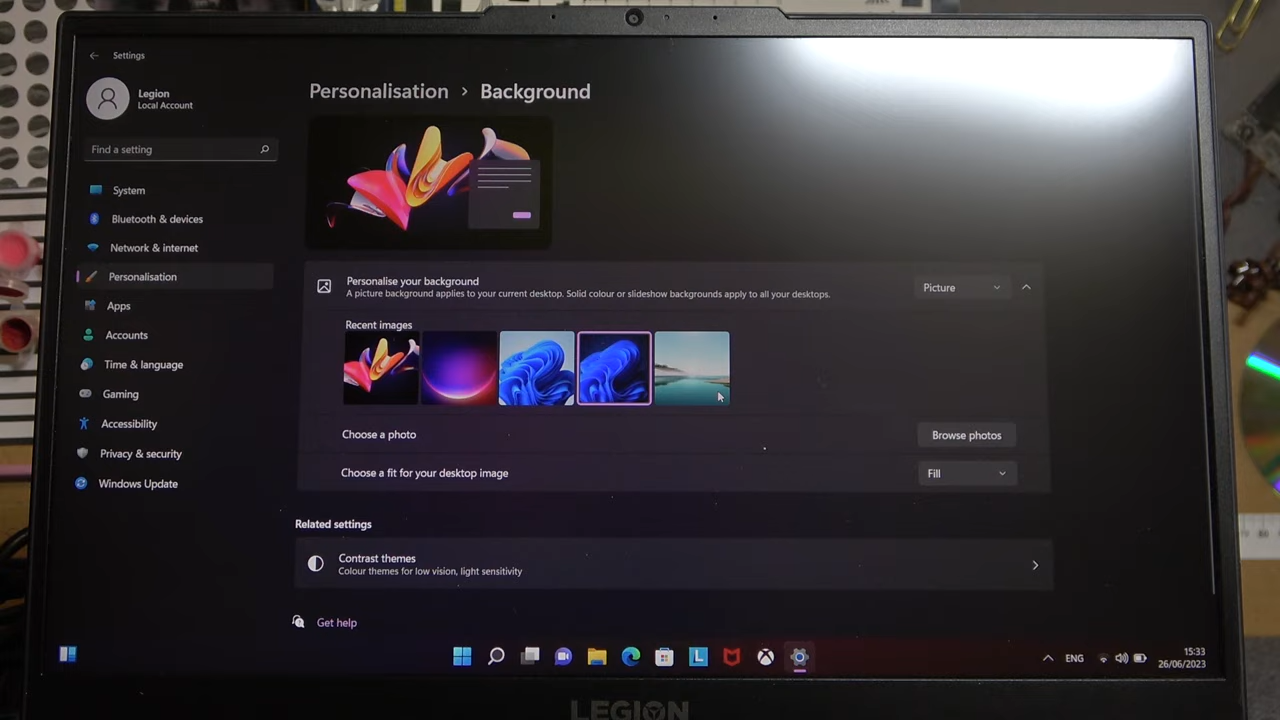 Settings
Legion
Local Account
Find a setting
System
Bluetooth & devices
Network & internet
Personalisation
Apps
Accounts
Time & language
Gaming
Accessibility
Privacy & security
Windows Update
Personalisation > Background
Personalise your background
A picture background applies to your current desktop. Solid colour or slideshow backgrounds apply to all your desktops.
Picture
Recent images
Choose a photo
Browse photos
Choose a fit for your desktop image
Fill
Related settings
Contrast themes
Colour themes for low vision, light sensitivity
Get help
L
ENG
15:33
26/06/2023
LEGION